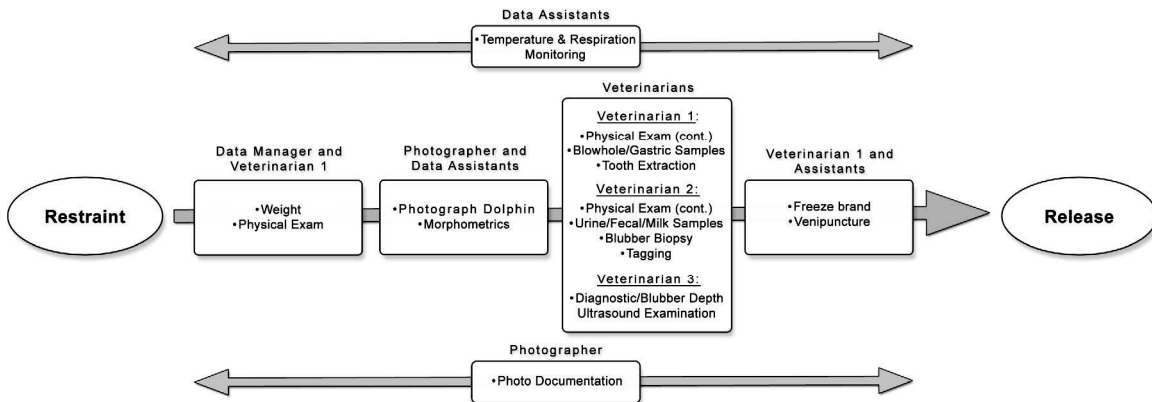 Data Assistants
•Temperature & Respiration
Monitoring
Veterinarians
Veterinarian 1:
•Physical Exam (cont.)
•Blowhole/Gastric Samples
•Tooth Extraction
Veterinarian 2:
•Physical Exam (cont.)
•Urine/Fecal/Milk Samples
•Blubber Biopsy
•Tagging
Veterinarian 3:
•Diagnostic/Blubber Depth
Ultrasound Examination
Restraint
Data Manager and
Veterinarian 1
•Weight
•Physical Exam
Photographer and
Data Assistants
•Photograph Dolphin
•Morphometrics
Veterinarian 1 and
Assistants
•Freeze brand
•Venipuncture
Release
Photographer
•Photo Documentation